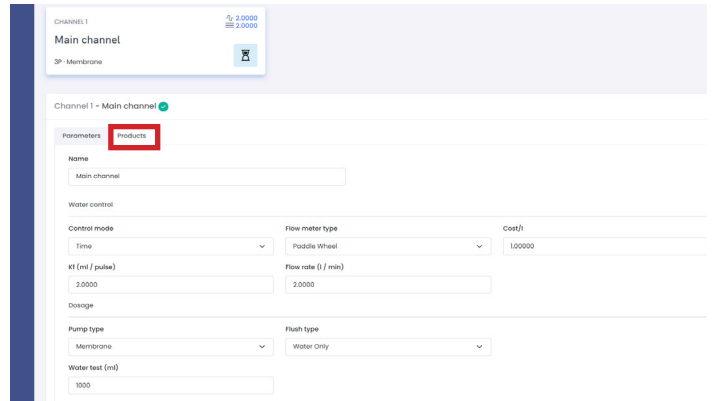 CHANNEL 1
2.0000
2.0000
Main channel
3P - Membrane
Channel 1 - Main channel
Parameters Products
Name
Main channel
Water control
Control mode Flow meter type Cost/l
Time Paddle Wheel 1.00000
Kf (ml / pulse) Flow rate (l / min)
2.0000 2.0000
Dosage
Pump type Flush type
Membrane Water Only
Water test (ml)
1000